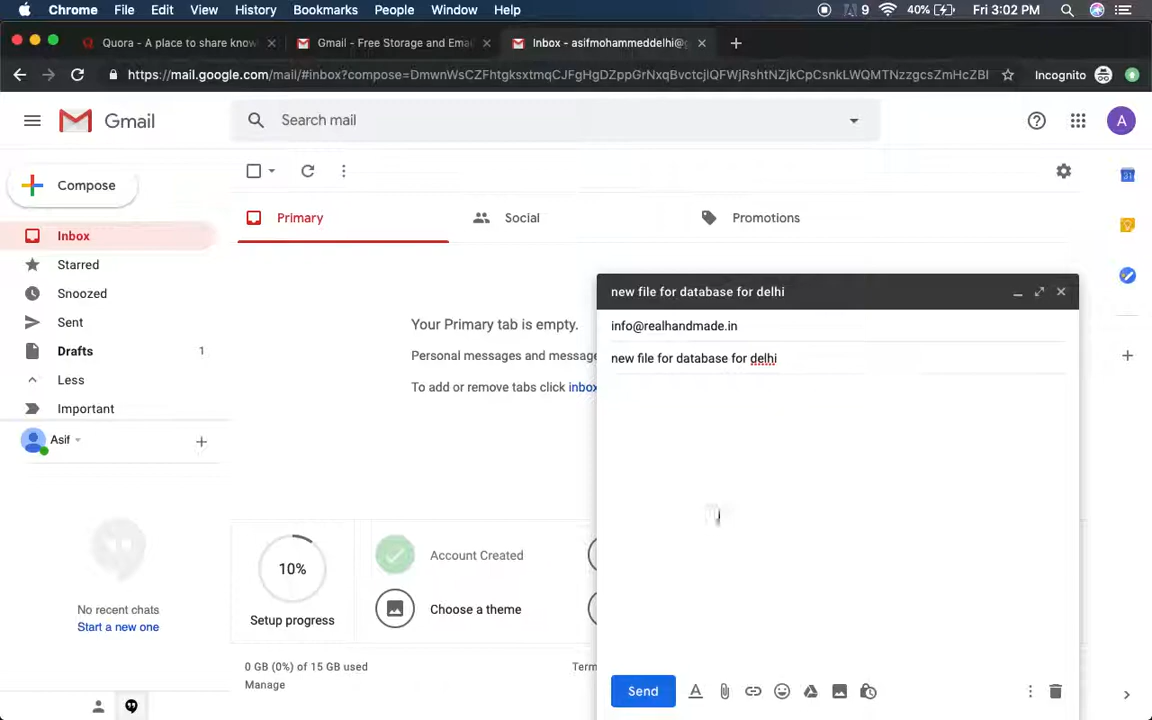 Chrome File Edit View History Bookmarks People Window Help 9 40% Fri 3:02 PM
Quora - A place to share know Gmail - Free Storage and Emai Inbox - asifmohammeddelhi@g
https://mail.google.com/mail/#inbox?compose=DmwnWsCZFhtgksxtmqCJFgHgDZppGrNxqBvctcjlQFWjRshtNZjkCpCsnkLWQMTNzzgcsZmHcZBI Incognito
Gmail Search mail A
Compose
Primary Social Promotions
Inbox
Starred
Snoozed
Sent
Drafts 1
Less
Important
Asif
No recent chats
Start a new one
Your Primary tab is empty.
Personal messages and message
To add or remove tabs click inbox
10%
Setup progress
Account Created
Choose a theme
0 GB (0%) of 15 GB used
Manage
Term
new file for database for delhi
info@realhandmade.in
new file for database for delhi
Send
31